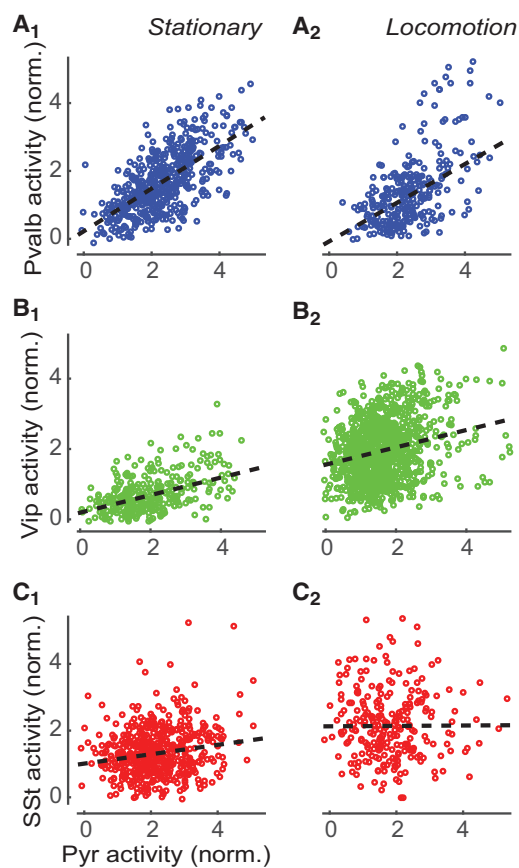 A1 Stationary
A2 Locomotion
Pvalb activity (norm.)
4
2
0
0 2 4
0 2 4
B1
B2
Vip activity (norm.)
4
2
0
0 2 4
0 2 4
C1
C2
SSt activity (norm.)
4
2
0
0 2 4
0 2 4
Pyr activity (norm.)